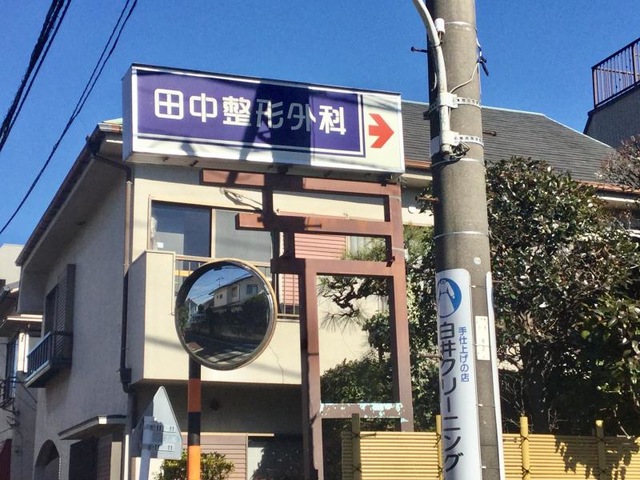 田中整形外科
手仕上げの店
白井クリーニング